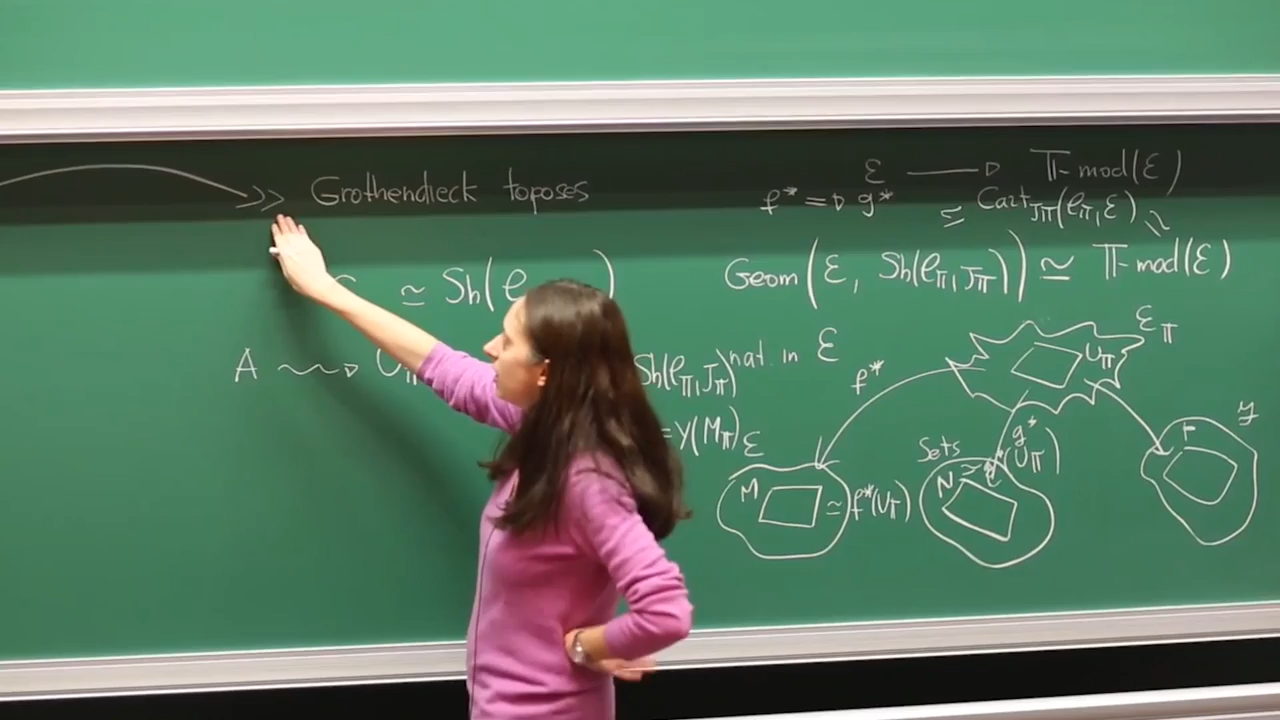 Grothendieck toposes
≃ Sh(C )
A ⇝ U
ℰ → 𝕋-mod(ℰ)
f* ⇒ g*
≃ Cart_{J_𝕋}(C_𝕋, ℰ) ≃
Geom(ℰ, Sh(C_𝕋, J_𝕋)) ≃ 𝕋-mod(ℰ)
Sh(C_𝕋, J_𝕋) nat. in ℰ
= y(M_𝕋) ℰ
ℰ_𝕋
U_𝕋
f*
g*
Sets
M ≃ f*(U_𝕋)
N ≃ (U_𝕋)